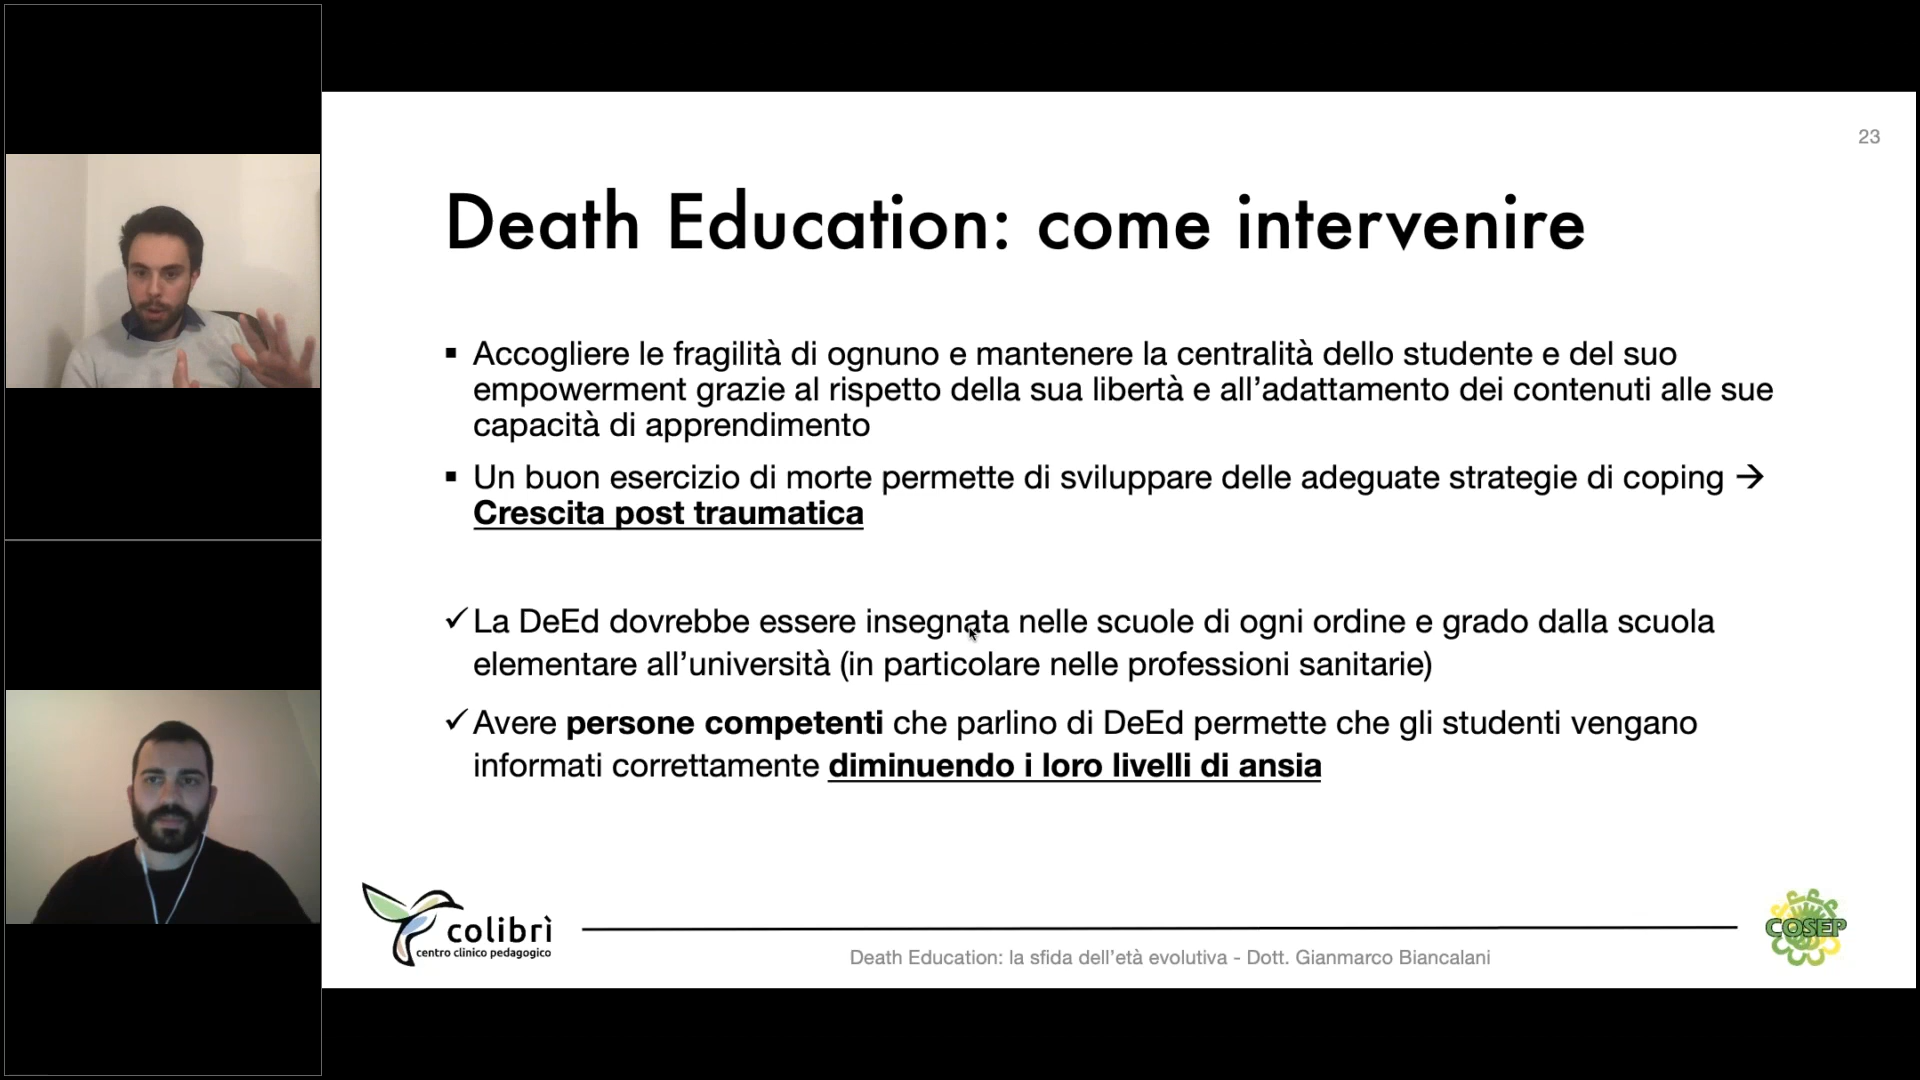 23
Death Education: come intervenire
▪ Accogliere le fragilità di ognuno e mantenere la centralità dello studente e del suo
empowerment grazie al rispetto della sua libertà e all’adattamento dei contenuti alle sue
capacità di apprendimento
▪ Un buon esercizio di morte permette di sviluppare delle adeguate strategie di coping →
Crescita post traumatica
✓ La DeEd dovrebbe essere insegnata nelle scuole di ogni ordine e grado dalla scuola
elementare all’università (in particolare nelle professioni sanitarie)
✓ Avere persone competenti che parlino di DeEd permette che gli studenti vengano
informati correttamente diminuendo i loro livelli di ansia
colibrì
centro clinico pedagogico
Death Education: la sfida dell’età evolutiva - Dott. Gianmarco Biancalani
COSEP